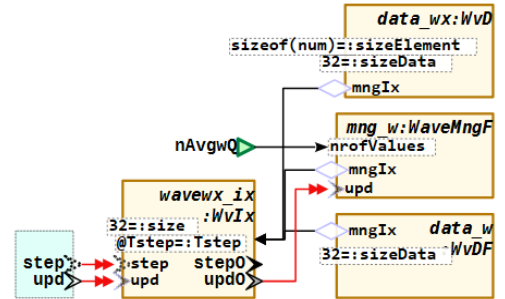 data_wx:WvD
sizeof(num)=:sizeElement
32=:sizeData
mngIx
mng_w:WaveMngF
nAvgwQ
nrofValues
mngIx
upd
wavewx_ix
:WvIx
32=:size
@Tstep=:Tstep
step
step
stepO
upd
upd
updO
data_w
:WvDF
mngIx
32=:sizeData